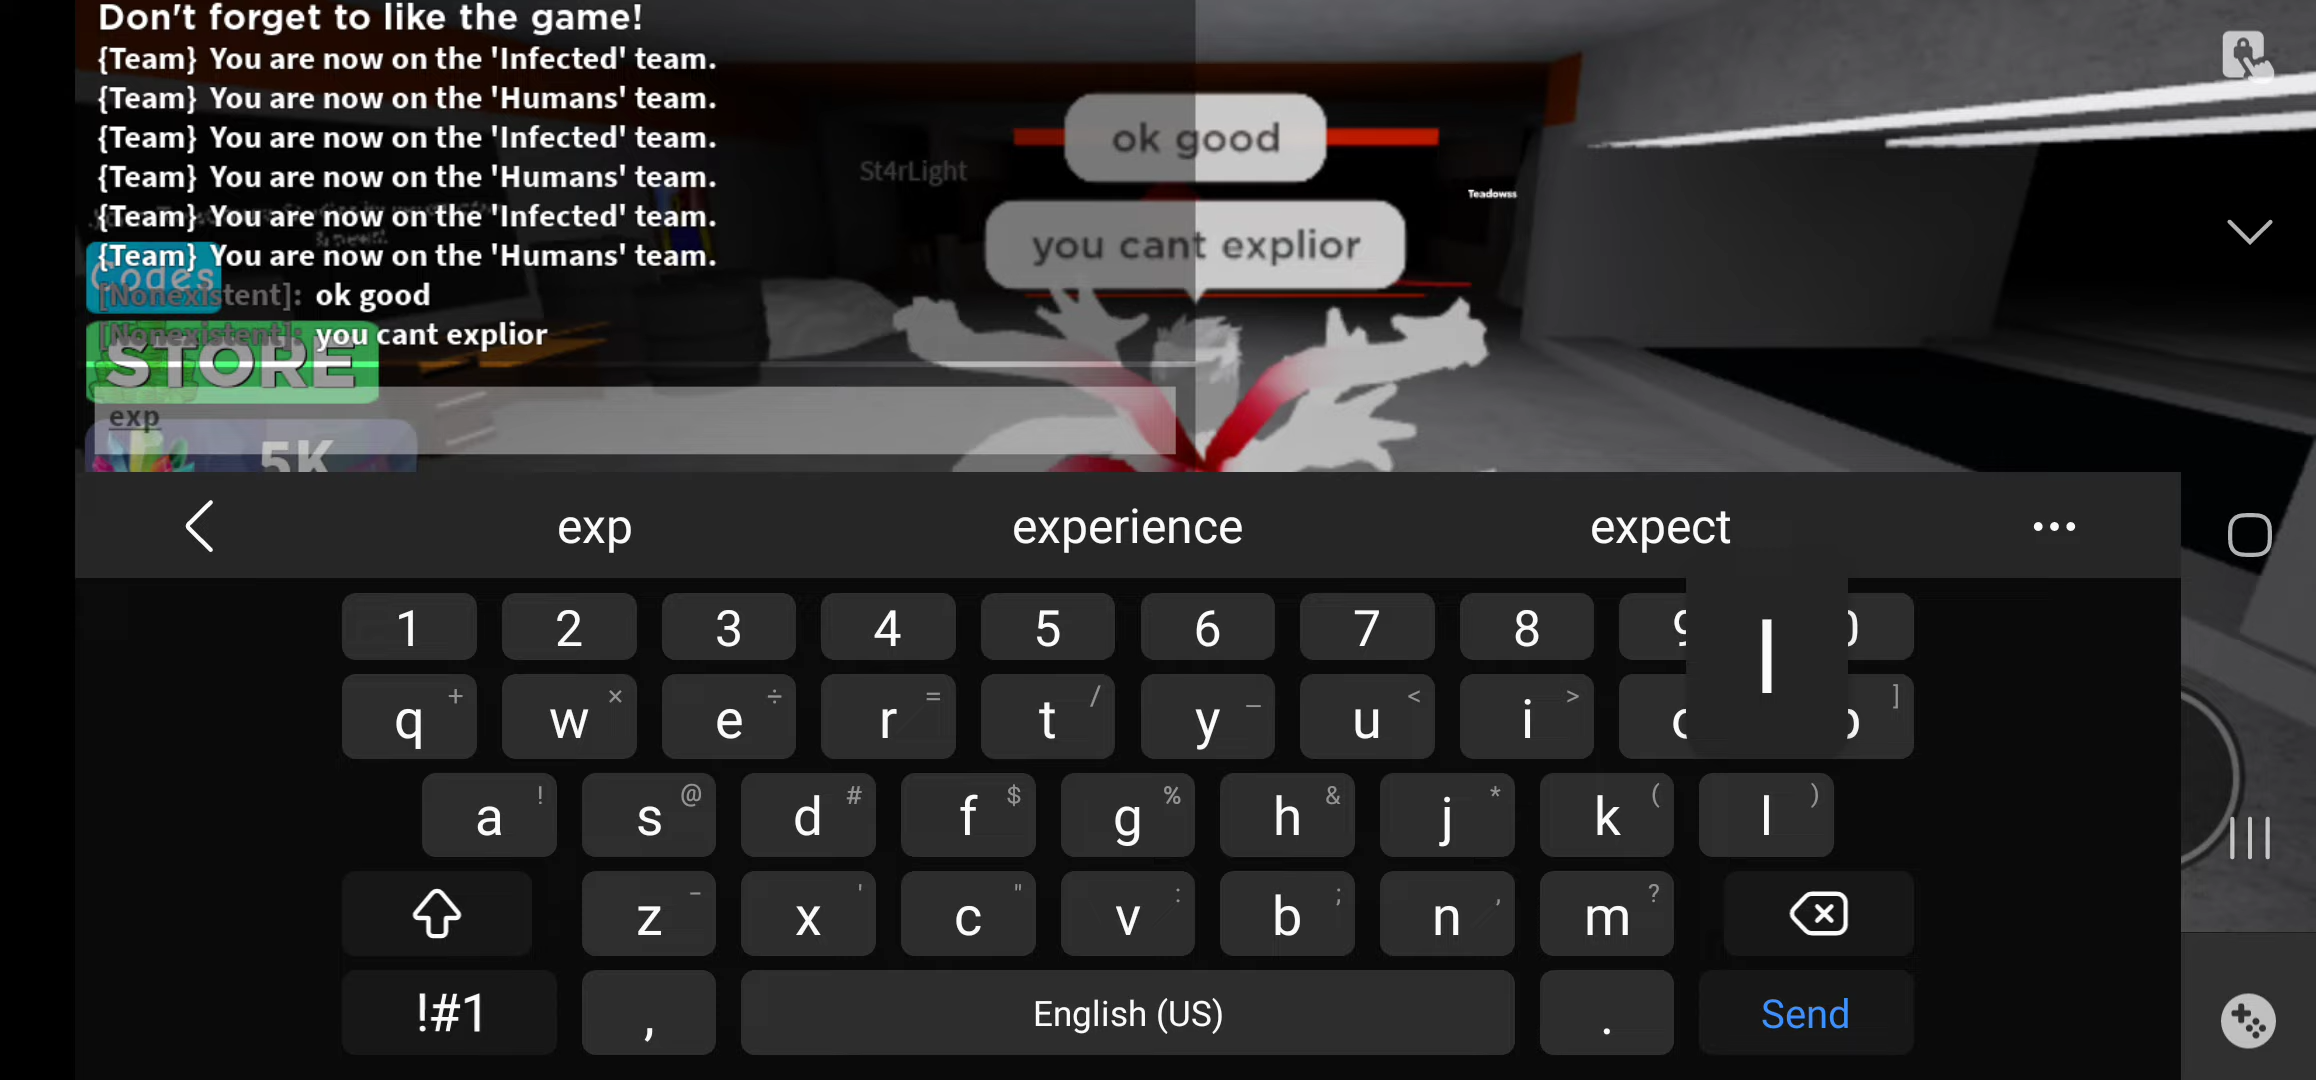 Don't forget to like the game!
{Team} You are now on the 'Infected' team.
{Team} You are now on the 'Humans' team.
{Team} You are now on the 'Infected' team.
{Team} You are now on the 'Humans' team.
{Team} You are now on the 'Infected' team.
{Team} You are now on the 'Humans' team.
Codes
[Nonexistent]: ok good
[Nonexistent]: you cant explior
STORE
exp
5K
St4rLight
ok good
you cant explior
Teadowss
exp experience expect •••
1 2 3 4 5 6 7 8 9 0
l
q + w × e ÷ r = t / y _ u < i > o p ]
a ! s @ d # f $ g % h & j * k ( l )
z - x ' c " v : b ; n , m ?
!#1 , English (US) . Send